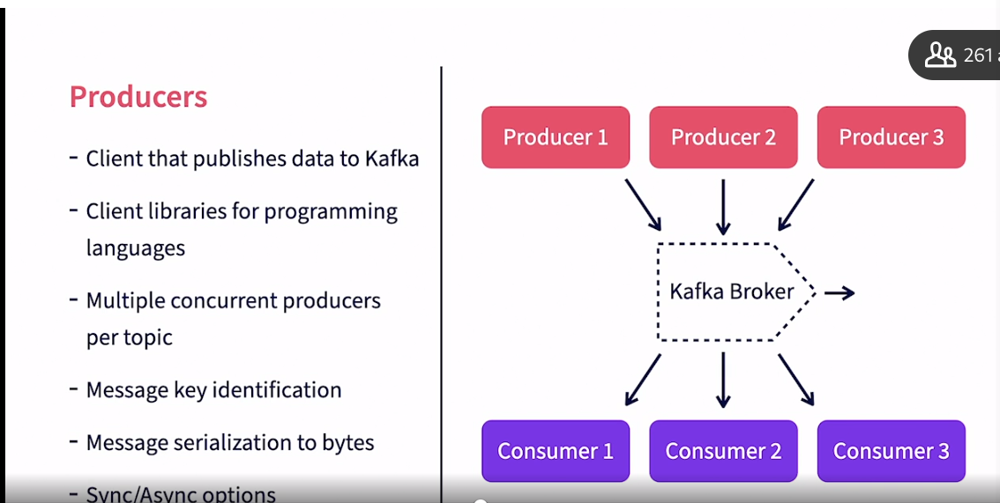 Producers
- Client that publishes data to Kafka
- Client libraries for programming
languages
- Multiple concurrent producers
per topic
- Message key identification
- Message serialization to bytes
- Sync/Async options
261
Producer 1
Producer 2
Producer 3
Kafka Broker
Consumer 1
Consumer 2
Consumer 3